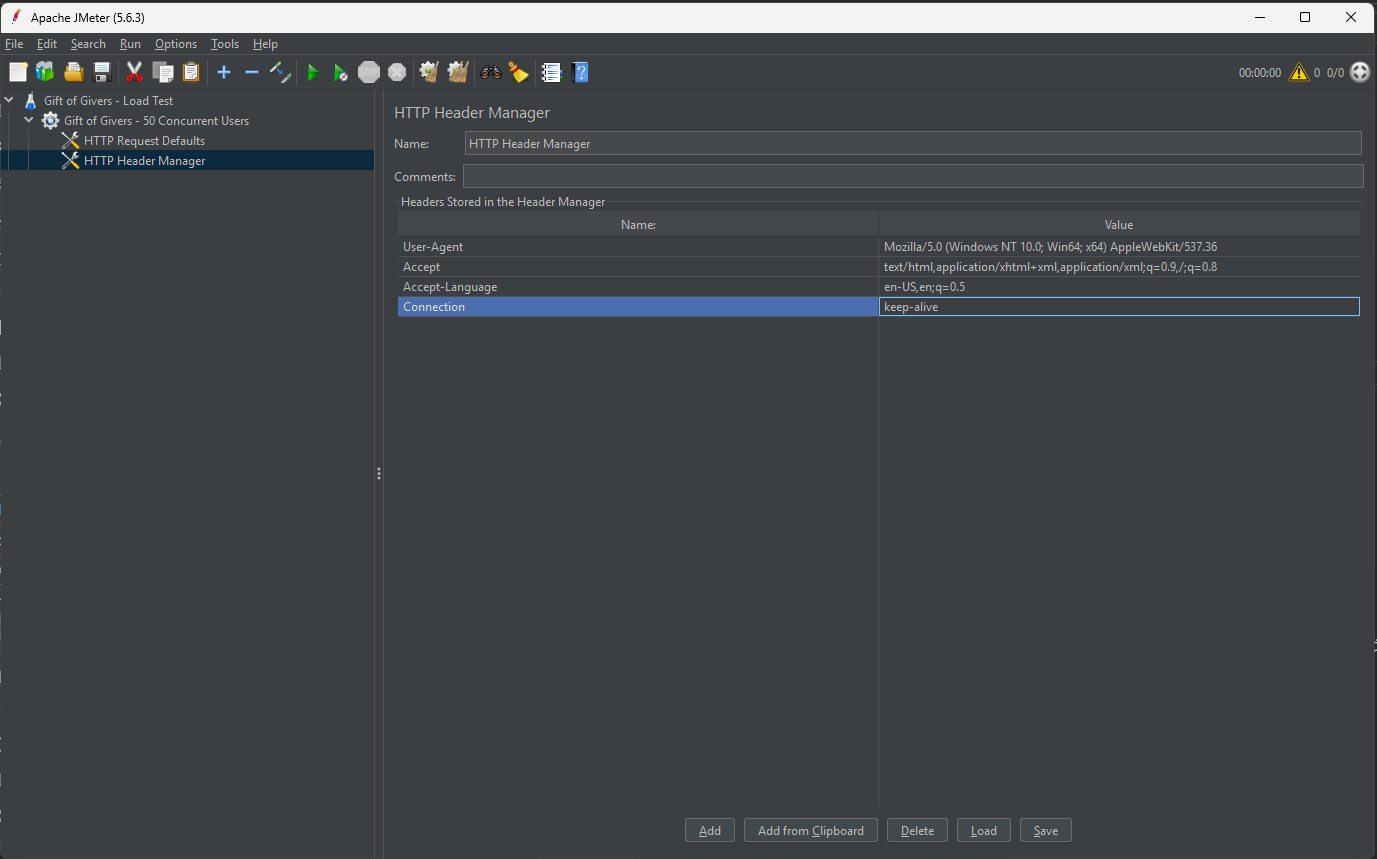 Apache JMeter (5.6.3)
File Edit Search Run Options Tools Help
STOP
00:00:00 0 0/0
Gift of Givers - Load Test
Gift of Givers - 50 Concurrent Users
HTTP Request Defaults
HTTP Header Manager
HTTP Header Manager
Name: HTTP Header Manager
Comments:
Headers Stored in the Header Manager
Name: Value
User-Agent Mozilla/5.0 (Windows NT 10.0; Win64; x64) AppleWebKit/537.36
Accept text/html,application/xhtml+xml,application/xml;q=0.9,/;q=0.8
Accept-Language en-US,en;q=0.5
Connection keep-alive
Add Add from Clipboard Delete Load Save